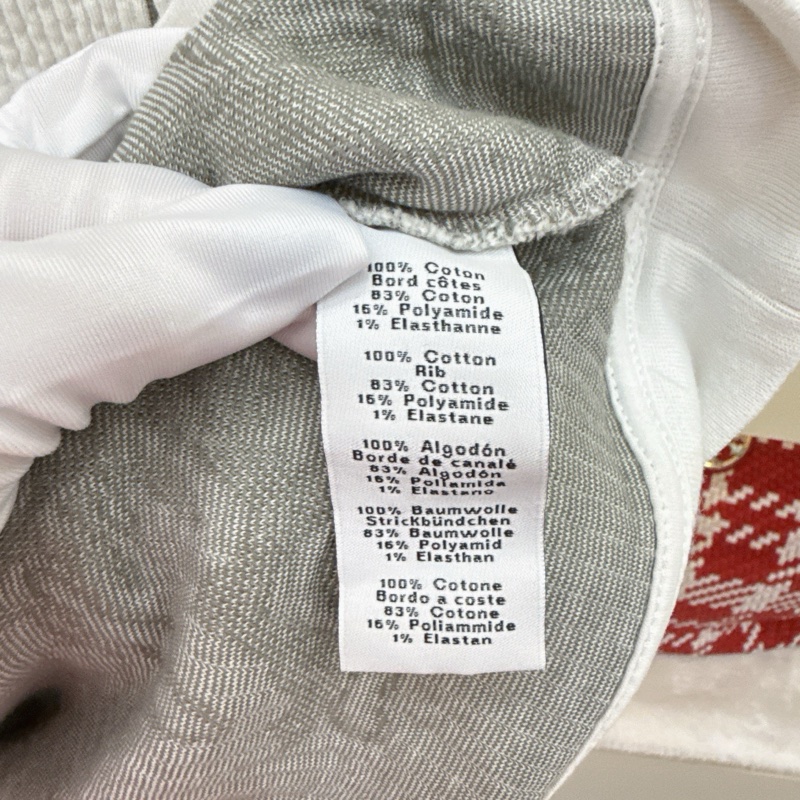 100% Coton
Bord côtes
83% Coton
16% Polyamide
1% Elasthanne
100% Cotton
Rib
83% Cotton
16% Polyamide
1% Elastane
100% Algodón
Borde de canalé
83% Algodón
16% Poliamida
1% Elastano
100% Baumwolle
Strickbündchen
83% Baumwolle
16% Polyamid
1% Elasthan
100% Cotone
Bordo a coste
83% Cotone
16% Poliammide
1% Elastan